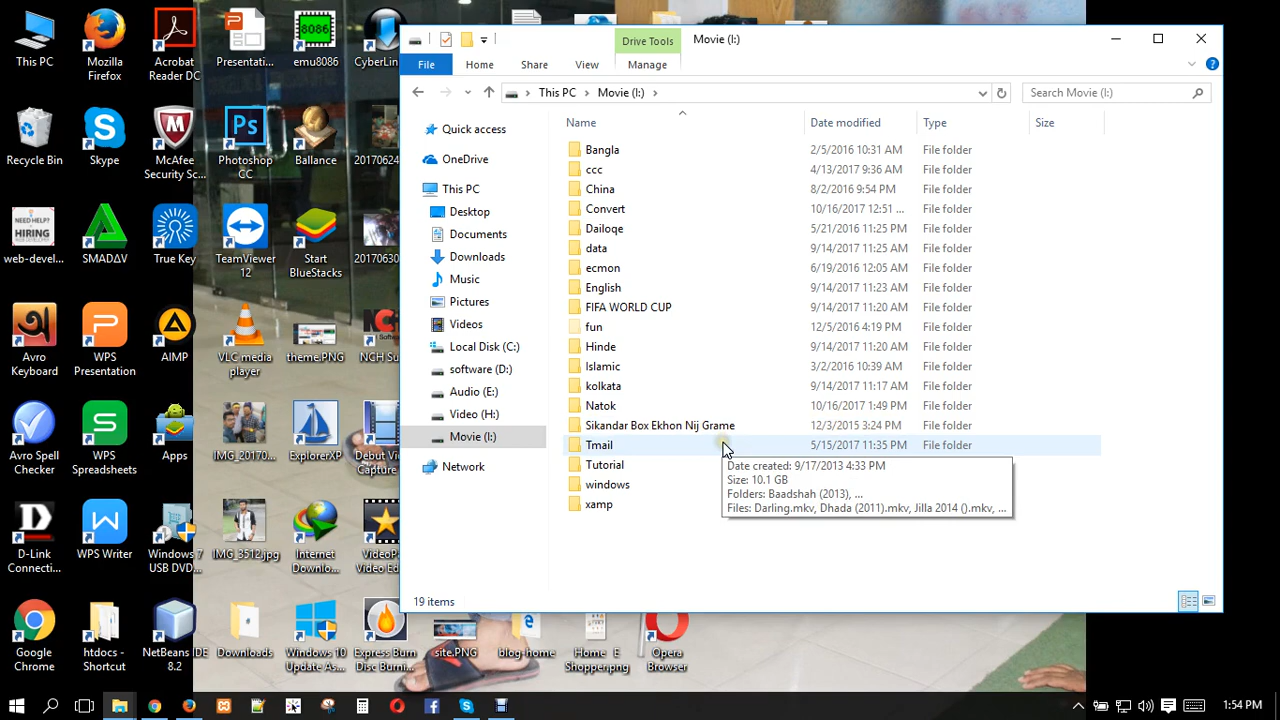 This PC
Mozilla Firefox
Acrobat Reader DC
Presentati...
emu8086
CyberLin
Recycle Bin
Skype
McAfee Security Sc...
Photoshop CC
Ballance
20170624
web-devel...
SMADΔV
True Key
TeamViewer 12
Start BlueStacks
20170630
Avro Keyboard
WPS Presentation
AIMP
VLC media player
theme.PNG
NCH Su
Avro Spell Checker
WPS Spreadsheets
Apps
IMG_20170...
ExplorerXP
Debut Vi
Capture
D-Link Connecti...
WPS Writer
Windows 7 USB DVD...
IMG_3512.jpg
Internet Downlo...
VideoP
Video Ed
Google Chrome
htdocs - Shortcut
NetBeans IDE 8.2
Downloads
Windows 10 Update As...
Express Burn Disc Burni...
site.PNG
blog-home
Home_E Shopper.png
Opera Browser
NEED HELP?
HIRING
Drive Tools
Movie (I:)
File
Home
Share
View
Manage
This PC
Movie (I:)
Search Movie (I:)
Quick access
OneDrive
This PC
Desktop
Documents
Downloads
Music
Pictures
Videos
Local Disk (C:)
software (D:)
Audio (E:)
Video (H:)
Movie (I:)
Network
Name Date modified Type Size
Bangla 2/5/2016 10:31 AM File folder
ccc 4/13/2017 9:36 AM File folder
China 8/2/2016 9:54 PM File folder
Convert 10/16/2017 12:51 ... File folder
Dailoqe 5/21/2016 11:25 PM File folder
data 9/14/2017 11:25 AM File folder
ecmon 6/19/2016 12:05 AM File folder
English 9/14/2017 11:23 AM File folder
FIFA WORLD CUP 9/14/2017 11:20 AM File folder
fun 12/5/2016 4:19 PM File folder
Hinde 9/14/2017 11:20 AM File folder
Islamic 3/2/2016 10:39 AM File folder
kolkata 9/14/2017 11:17 AM File folder
Natok 10/16/2017 1:49 PM File folder
Sikandar Box Ekhon Nij Grame 12/3/2015 3:24 PM File folder
Tmail 5/15/2017 11:35 PM File folder
Tutorial
windows
xamp
Date created: 9/17/2013 4:33 PM
Size: 10.1 GB
Folders: Baadshah (2013), ...
Files: Darling.mkv, Dhada (2011).mkv, Jilla 2014 ().mkv, ...
19 items
1:54 PM